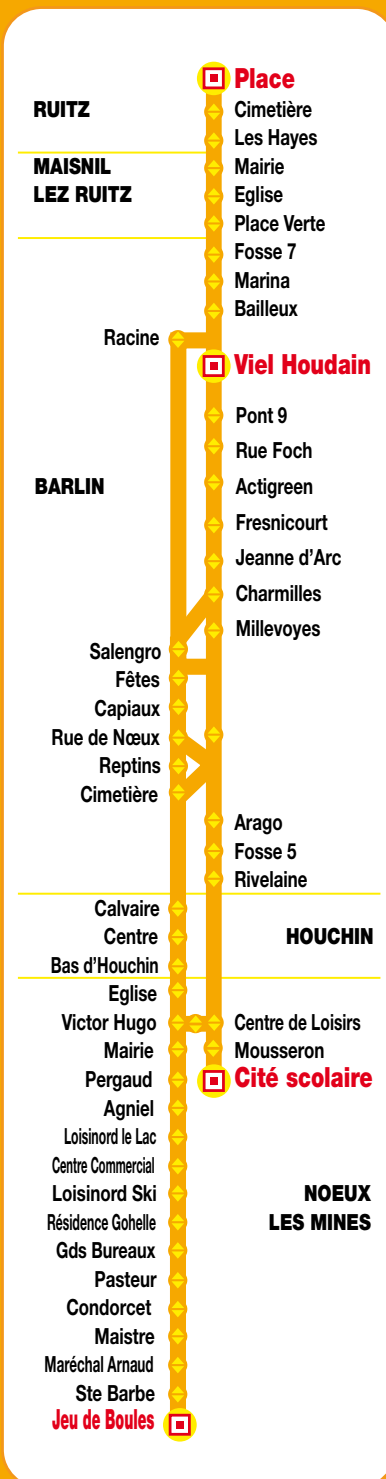 Place
RUITZ
Cimetière
Les Hayes
MAISNIL
LEZ RUITZ
Mairie
Eglise
Place Verte
Fosse 7
Marina
Bailleux
Racine
Viel Houdain
Pont 9
Rue Foch
BARLIN
Actigreen
Fresnicourt
Jeanne d'Arc
Charmilles
Millevoyes
Salengro
Fêtes
Capiaux
Rue de Nœux
Reptins
Cimetière
Arago
Fosse 5
Rivelaine
Calvaire
Centre
HOUCHIN
Bas d'Houchin
Eglise
Victor Hugo
Centre de Loisirs
Mairie
Mousseron
Pergaud
Cité scolaire
Agniel
Loisinord le Lac
Centre Commercial
Loisinord Ski
NOEUX
LES MINES
Résidence Gohelle
Gds Bureaux
Pasteur
Condorcet
Maistre
Maréchal Arnaud
Ste Barbe
Jeu de Boules